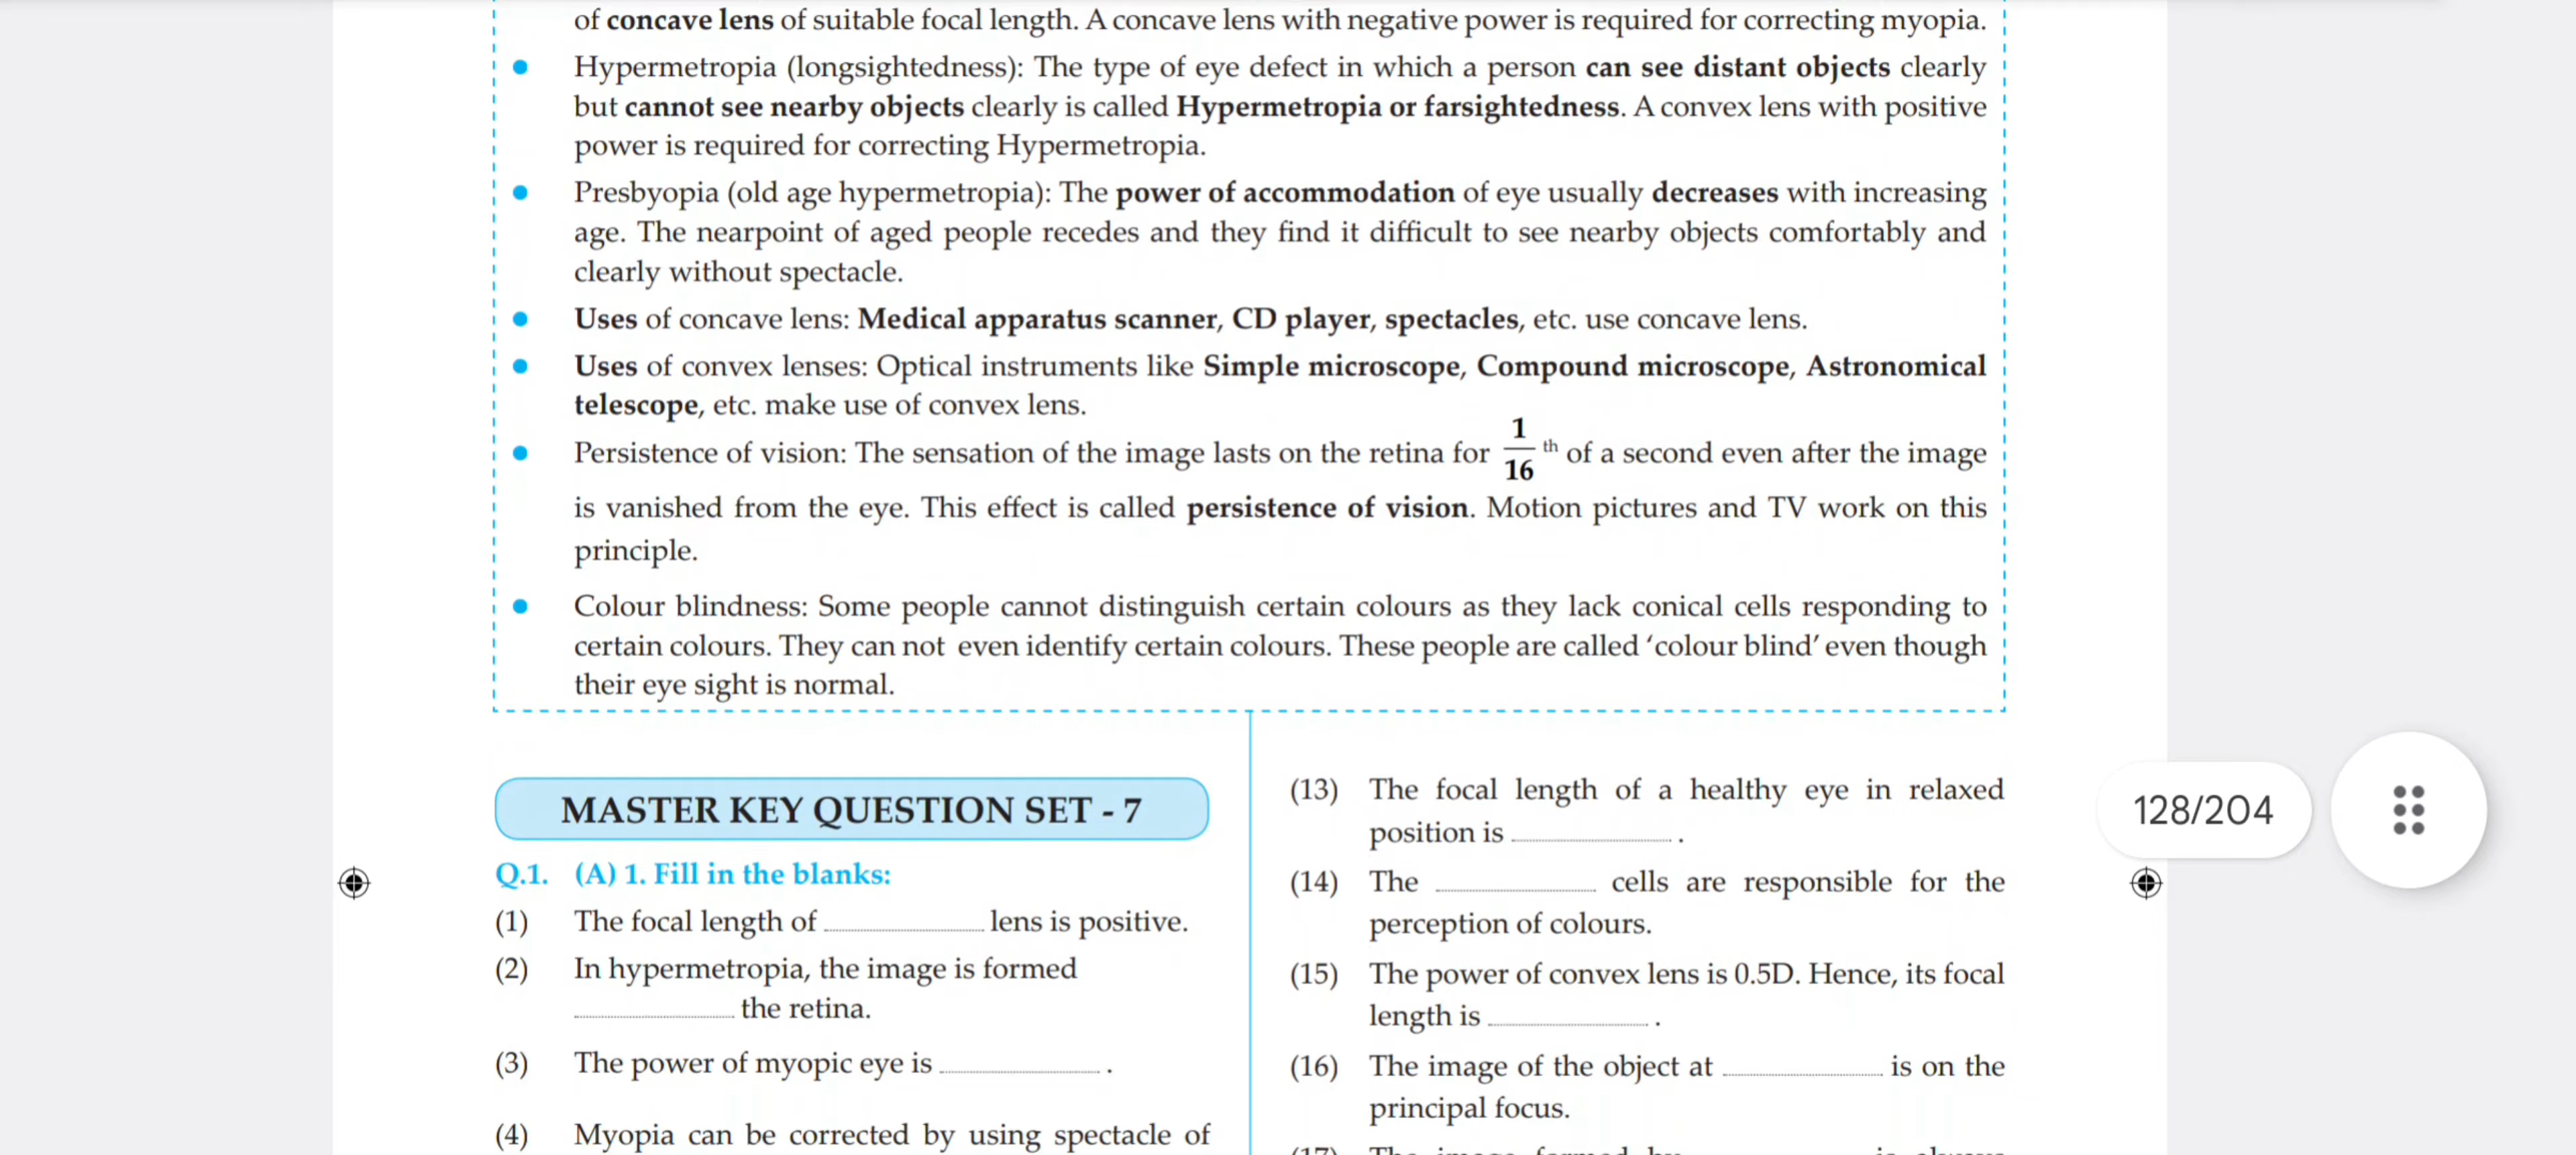 of concave lens of suitable focal length. A concave lens with negative power is required for correcting myopia.
• Hypermetropia (longsightedness): The type of eye defect in which a person can see distant objects clearly
but cannot see nearby objects clearly is called Hypermetropia or farsightedness. A convex lens with positive
power is required for correcting Hypermetropia.
• Presbyopia (old age hypermetropia): The power of accommodation of eye usually decreases with increasing
age. The nearpoint of aged people recedes and they find it difficult to see nearby objects comfortably and
clearly without spectacle.
• Uses of concave lens: Medical apparatus scanner, CD player, spectacles, etc. use concave lens.
• Uses of convex lenses: Optical instruments like Simple microscope, Compound microscope, Astronomical
telescope, etc. make use of convex lens.
• Persistence of vision: The sensation of the image lasts on the retina for 1/16 th of a second even after the image
is vanished from the eye. This effect is called persistence of vision. Motion pictures and TV work on this
principle.
• Colour blindness: Some people cannot distinguish certain colours as they lack conical cells responding to
certain colours. They can not even identify certain colours. These people are called ‘colour blind’ even though
their eye sight is normal.
MASTER KEY QUESTION SET - 7
Q.1. (A) 1. Fill in the blanks:
(1) The focal length of ............ lens is positive.
(2) In hypermetropia, the image is formed
............ the retina.
(3) The power of myopic eye is ............ .
(4) Myopia can be corrected by using spectacle of
(13) The focal length of a healthy eye in relaxed
position is ............ .
(14) The ............ cells are responsible for the
perception of colours.
(15) The power of convex lens is 0.5D. Hence, its focal
length is ............ .
(16) The image of the object at ............ is on the
principal focus.
128/204